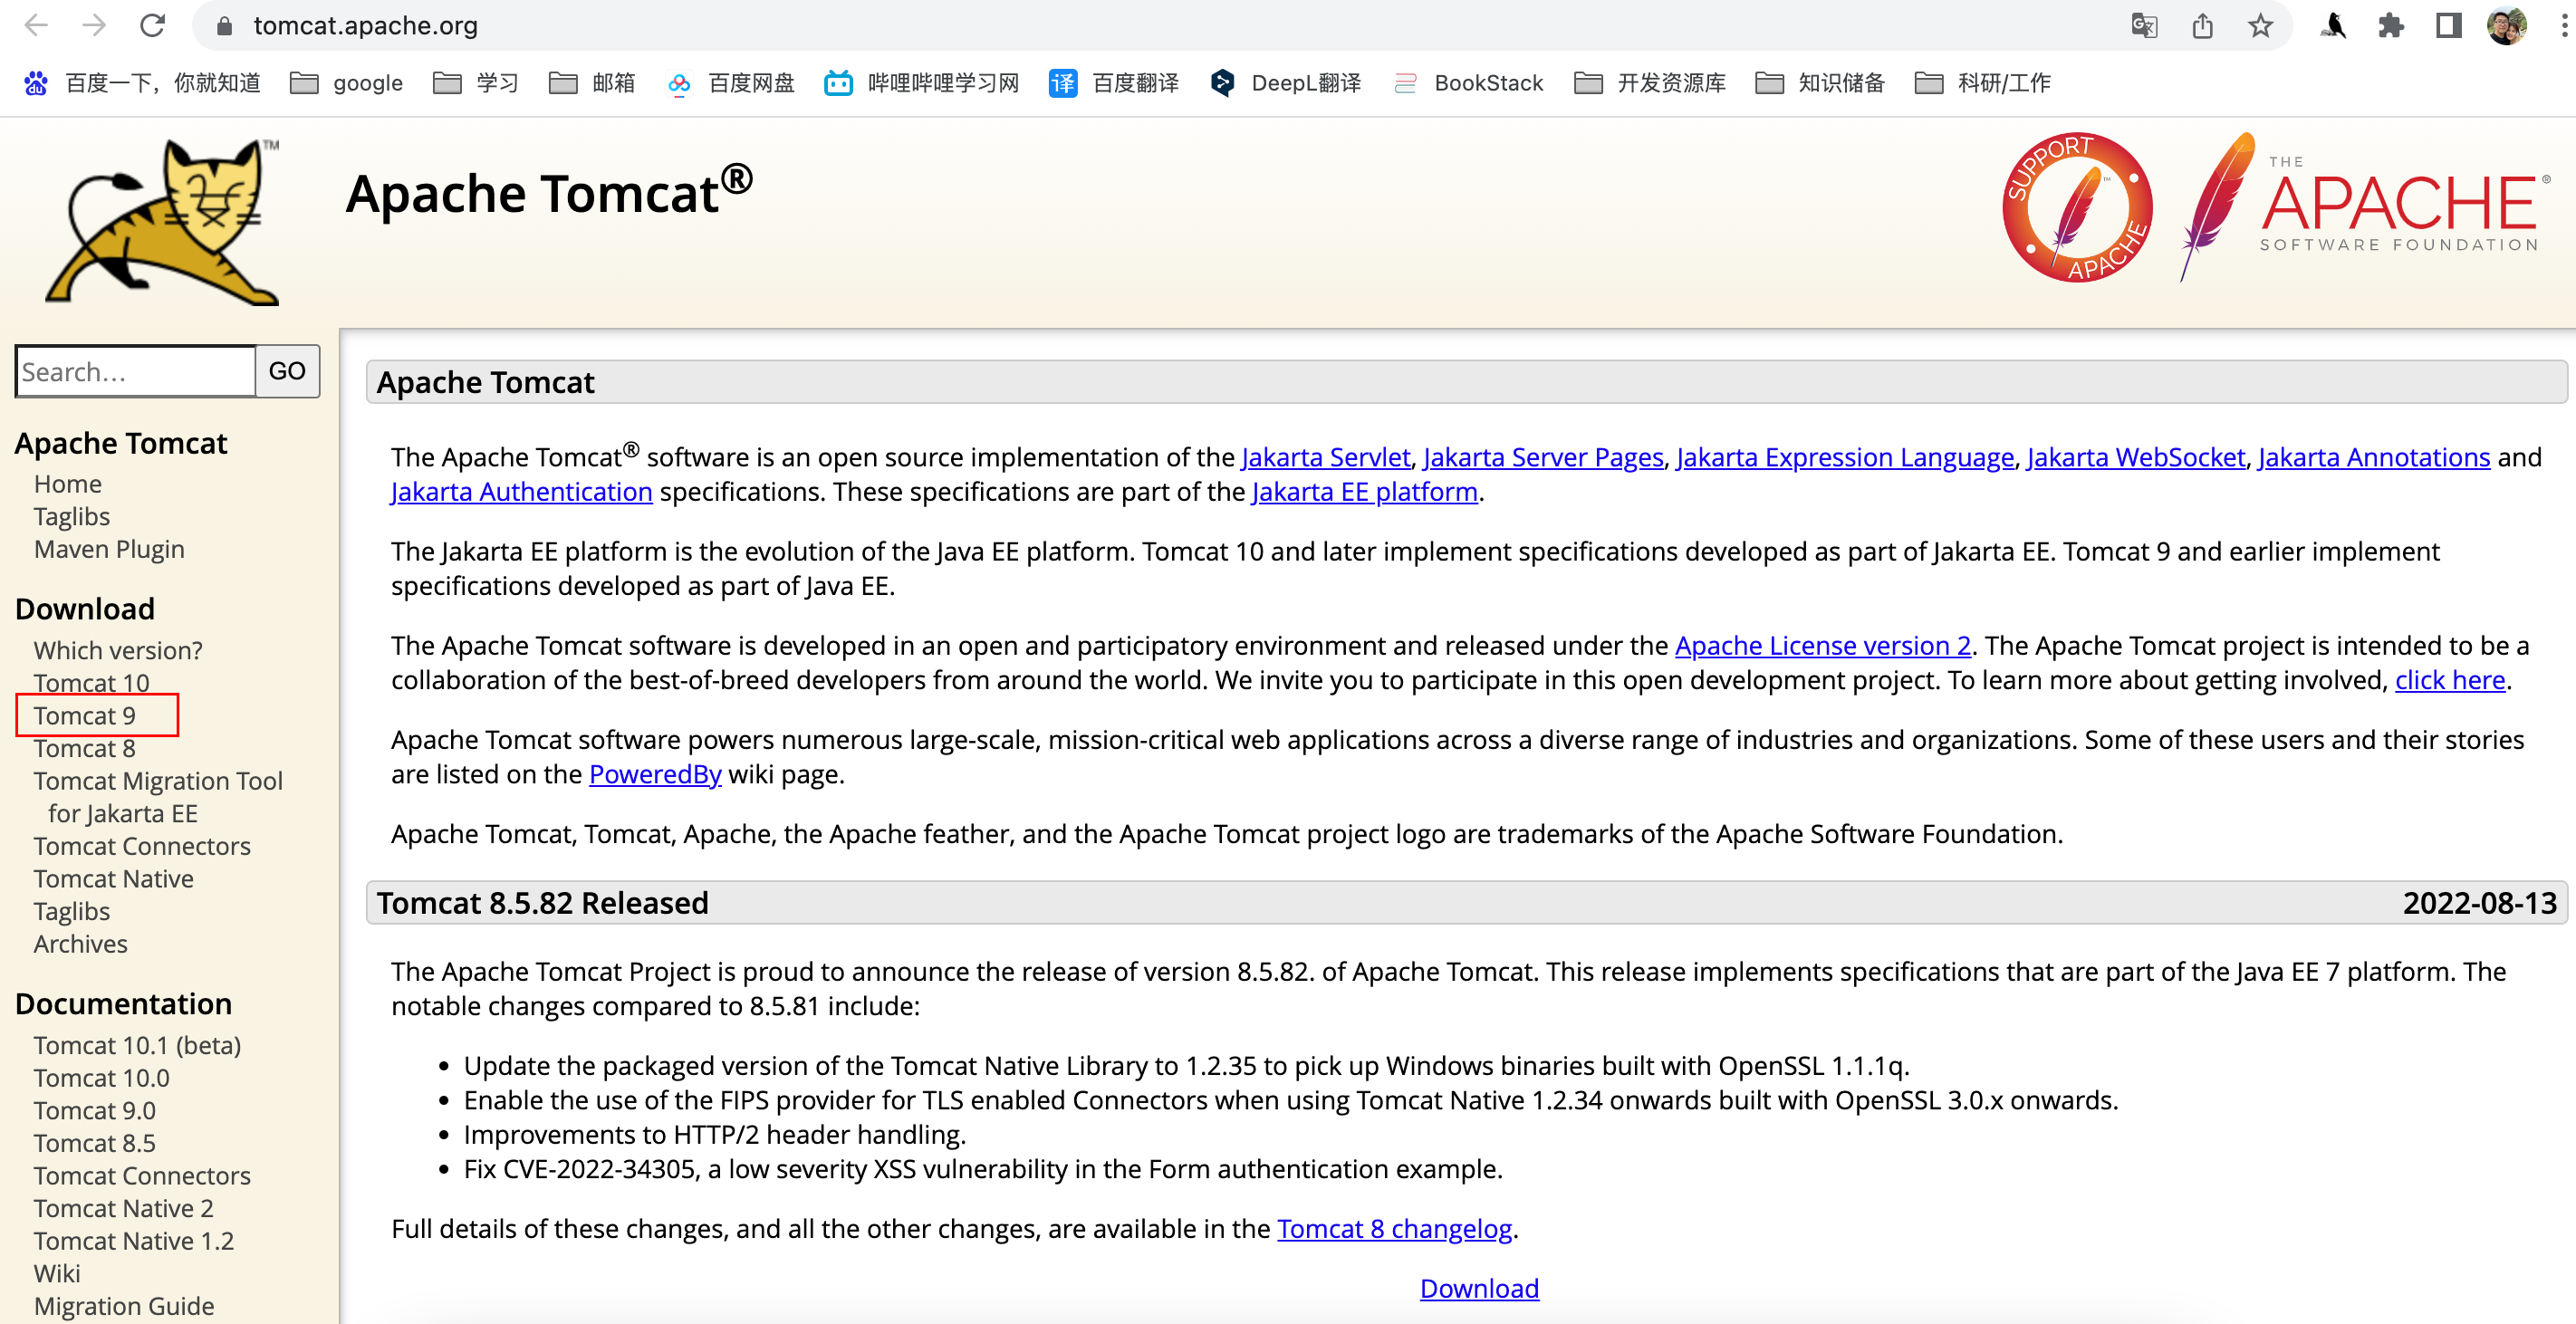 tomcat.apache.org
百度一下，你就知道 google 学习 邮箱 百度网盘 哔哩哔哩学习网 译 百度翻译 DeepL翻译 BookStack 开发资源库 知识储备 科研/工作
TM
Apache Tomcat®
SUPPORT APACHE
THE
APACHE®
SOFTWARE FOUNDATION
Search…
GO
Apache Tomcat
Home
Taglibs
Maven Plugin
Download
Which version?
Tomcat 10
Tomcat 9
Tomcat 8
Tomcat Migration Tool
for Jakarta EE
Tomcat Connectors
Tomcat Native
Taglibs
Archives
Documentation
Tomcat 10.1 (beta)
Tomcat 10.0
Tomcat 9.0
Tomcat 8.5
Tomcat Connectors
Tomcat Native 2
Tomcat Native 1.2
Wiki
Migration Guide
Apache Tomcat
The Apache Tomcat® software is an open source implementation of the Jakarta Servlet, Jakarta Server Pages, Jakarta Expression Language, Jakarta WebSocket, Jakarta Annotations and
Jakarta Authentication specifications. These specifications are part of the Jakarta EE platform.
The Jakarta EE platform is the evolution of the Java EE platform. Tomcat 10 and later implement specifications developed as part of Jakarta EE. Tomcat 9 and earlier implement
specifications developed as part of Java EE.
The Apache Tomcat software is developed in an open and participatory environment and released under the Apache License version 2. The Apache Tomcat project is intended to be a
collaboration of the best-of-breed developers from around the world. We invite you to participate in this open development project. To learn more about getting involved, click here.
Apache Tomcat software powers numerous large-scale, mission-critical web applications across a diverse range of industries and organizations. Some of these users and their stories
are listed on the PoweredBy wiki page.
Apache Tomcat, Tomcat, Apache, the Apache feather, and the Apache Tomcat project logo are trademarks of the Apache Software Foundation.
Tomcat 8.5.82 Released 2022-08-13
The Apache Tomcat Project is proud to announce the release of version 8.5.82. of Apache Tomcat. This release implements specifications that are part of the Java EE 7 platform. The
notable changes compared to 8.5.81 include:
• Update the packaged version of the Tomcat Native Library to 1.2.35 to pick up Windows binaries built with OpenSSL 1.1.1q.
• Enable the use of the FIPS provider for TLS enabled Connectors when using Tomcat Native 1.2.34 onwards built with OpenSSL 3.0.x onwards.
• Improvements to HTTP/2 header handling.
• Fix CVE-2022-34305, a low severity XSS vulnerability in the Form authentication example.
Full details of these changes, and all the other changes, are available in the Tomcat 8 changelog.
Download